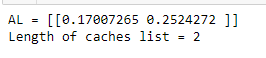 AL = [[0.17007265 0.2524272 ]]
Length of caches list = 2